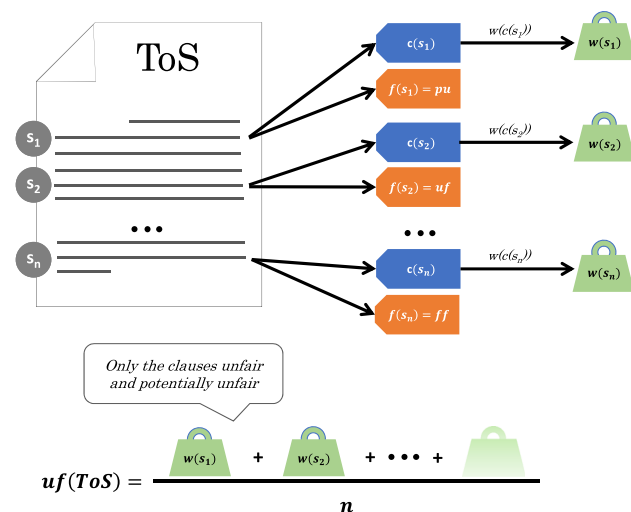 ToS
c(s₁)
w(c(s₁))
w(s₁)
f(s₁) = pu
S₁
c(s₂)
w(c(s₂))
w(s₂)
S₂
f(s₂) = uf
...
...
Sₙ
c(sₙ)
w(c(sₙ))
w(sₙ)
f(sₙ) = ff
Only the clauses unfair
and potentially unfair
w(s₁) + w(s₂) + ... +
uf(ToS) =
n